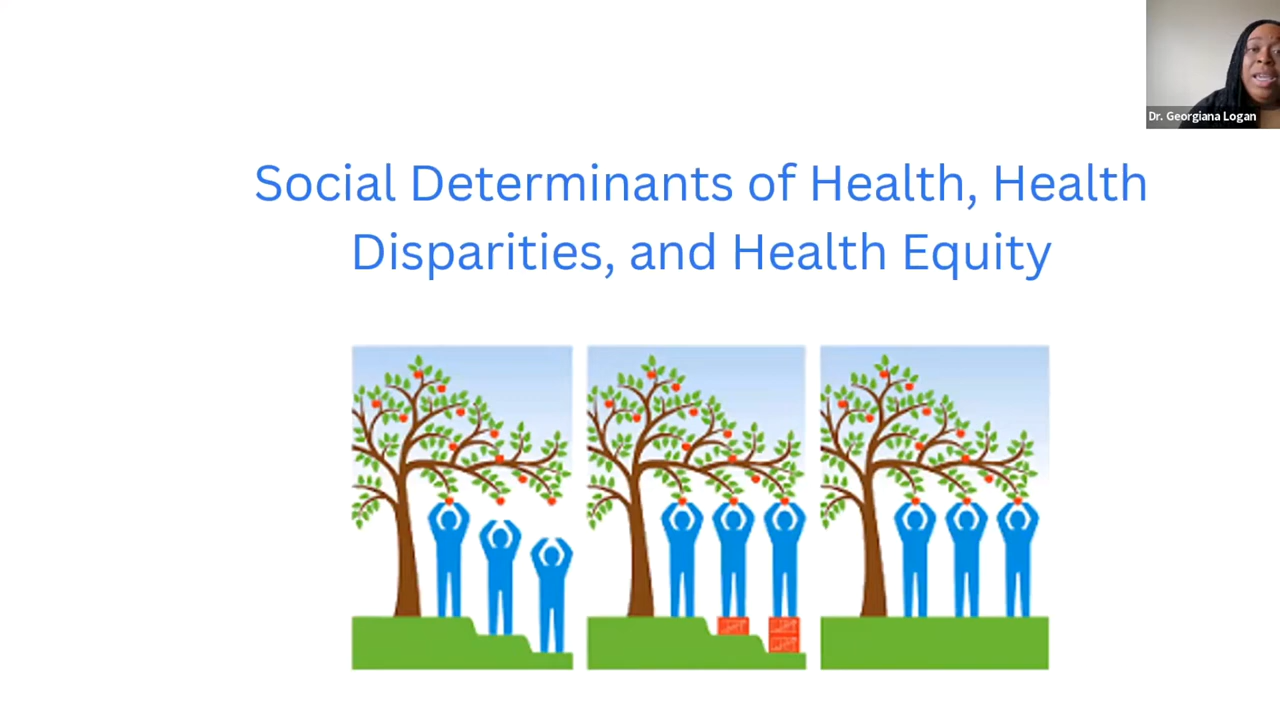 Dr. Georgiana Logan
Social Determinants of Health, Health
Disparities, and Health Equity